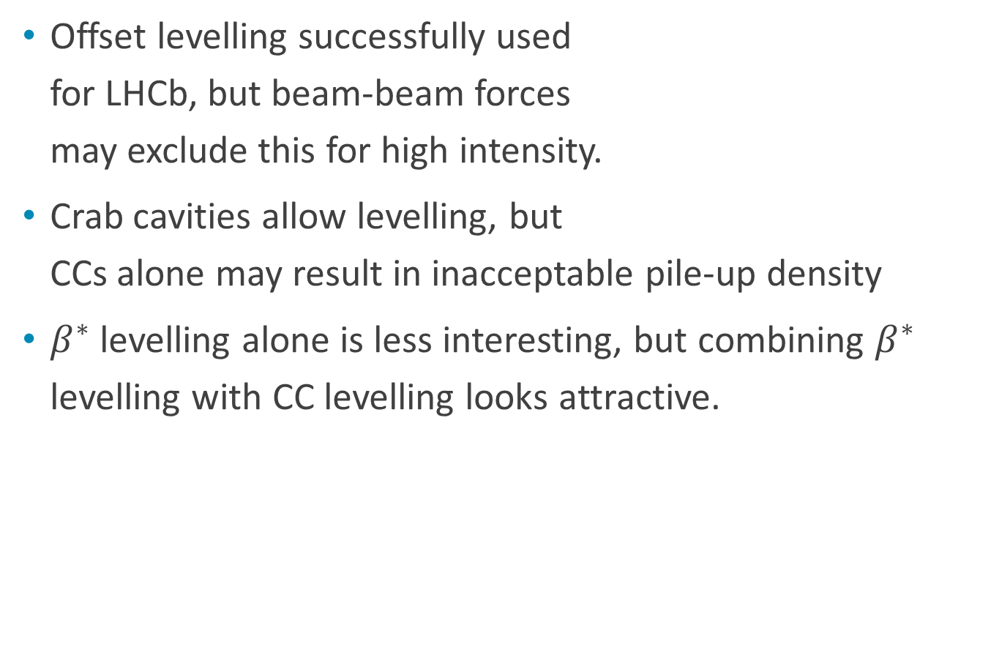 • Offset levelling successfully used
for LHCb, but beam-beam forces
may exclude this for high intensity.
• Crab cavities allow levelling, but
CCs alone may result in inacceptable pile-up density
• β* levelling alone is less interesting, but combining β*
levelling with CC levelling looks attractive.